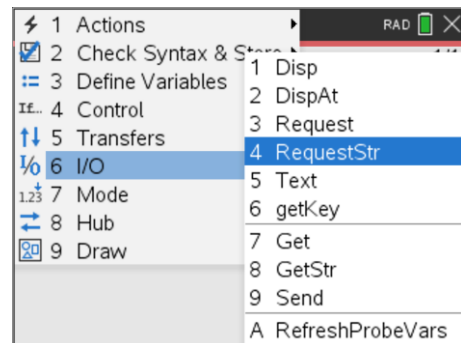 1 Actions
RAD
2 Check Syntax & Store
1/1
3 Define Variables
If... 4 Control
5 Transfers
I/O 6 I/O
1.23 7 Mode
8 Hub
9 Draw
1 Disp
2 DispAt
3 Request
4 RequestStr
5 Text
6 getKey
7 Get
8 GetStr
9 Send
A RefreshProbeVars